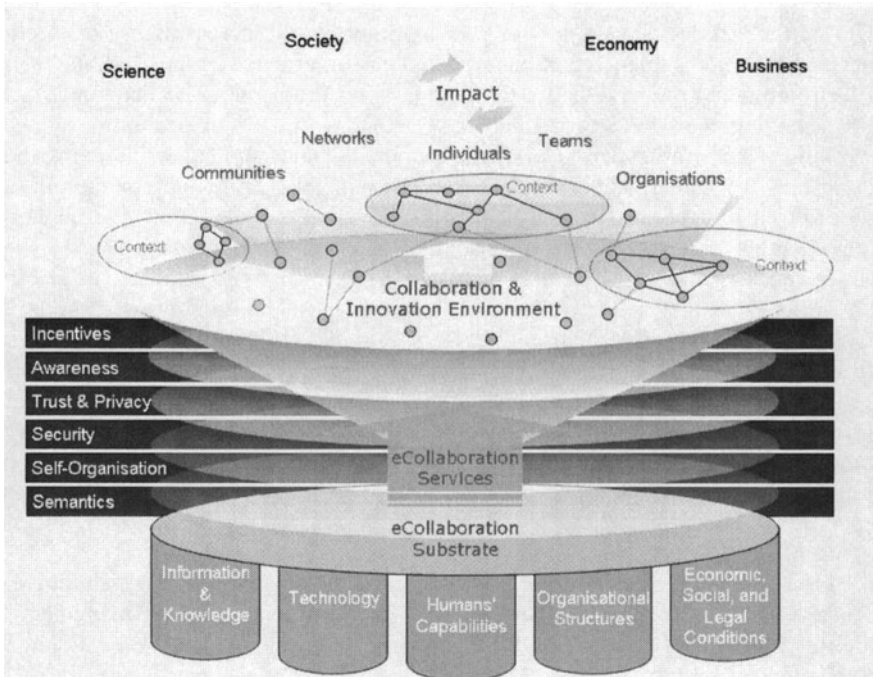 Society
Economy
Science
Business
Impact
Networks
Teams
Individuals
Communities
Organisations
Context
Context
Context
Collaboration &
Innovation Environment
Incentives
Awareness
Trust & Privacy
Security
Self-Organisation
Semantics
eCollaboration
Services
eCollaboration
Substrate
Information
&
Knowledge
Technology
Humans'
Capabilities
Organisational
Structures
Economic,
Social, and
Legal
Conditions